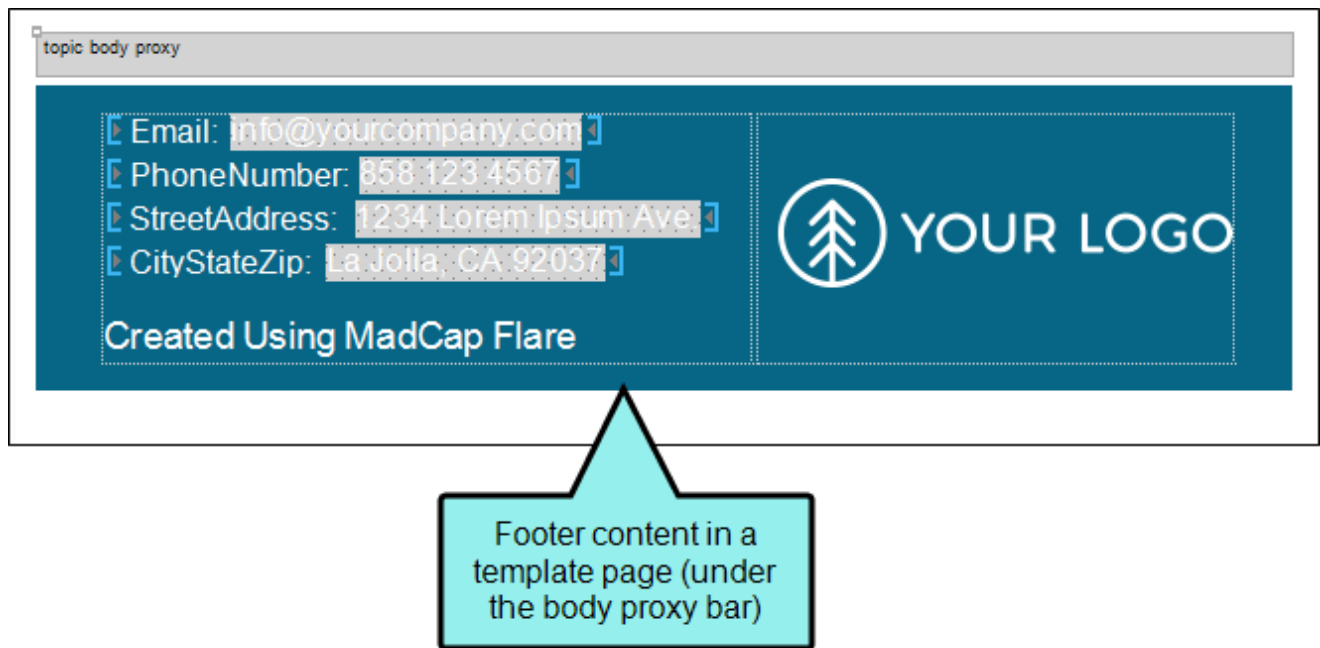 topic body proxy
Email: info@yourcompany.com
PhoneNumber: 858.123.4567
StreetAddress: 1234 Lorem Ipsum Ave.
CityStateZip: La Jolla, CA 92037
Created Using MadCap Flare
YOUR LOGO
Footer content in a
template page (under
the body proxy bar)